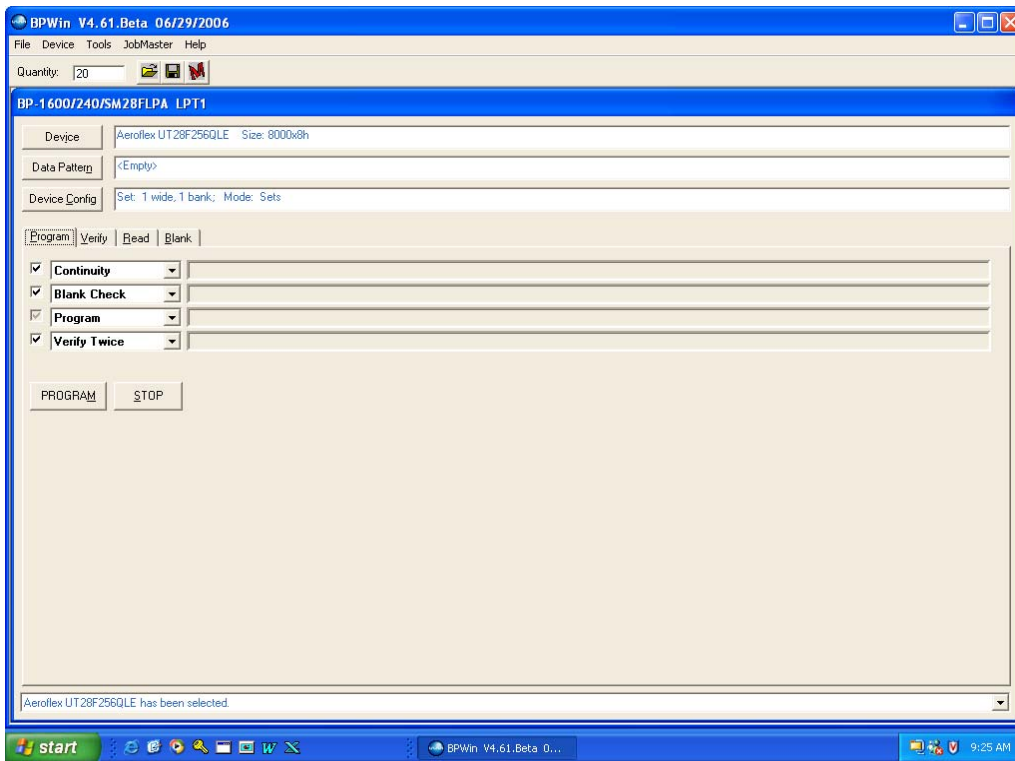 BPWin V4.61.Beta 06/29/2006
File Device Tools JobMaster Help
Quantity: 20
BP-1600/240/SM28FLPA LPT1
Device Aeroflex UT28F256QLE Size: 8000x8h
Data Pattern <Empty>
Device Config Set: 1 wide, 1 bank; Mode: Sets
Program Verify Read Blank
Continuity
Blank Check
Program
Verify Twice
PROGRAM STOP
Aeroflex UT28F256QLE has been selected.
start W X BPWin V4.61.Beta 0... V 9:25 AM